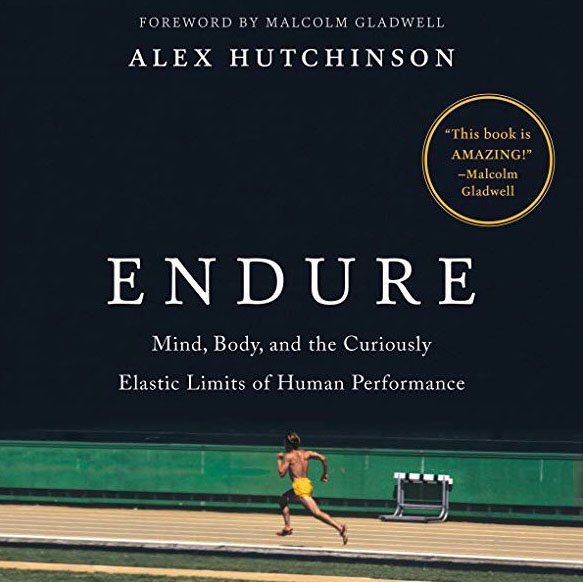 FOREWORD BY MALCOLM GLADWELL
ALEX HUTCHINSON
“This book is
AMAZING!”
–Malcolm
Gladwell
ENDURE
Mind, Body, and the Curiously
Elastic Limits of Human Performance